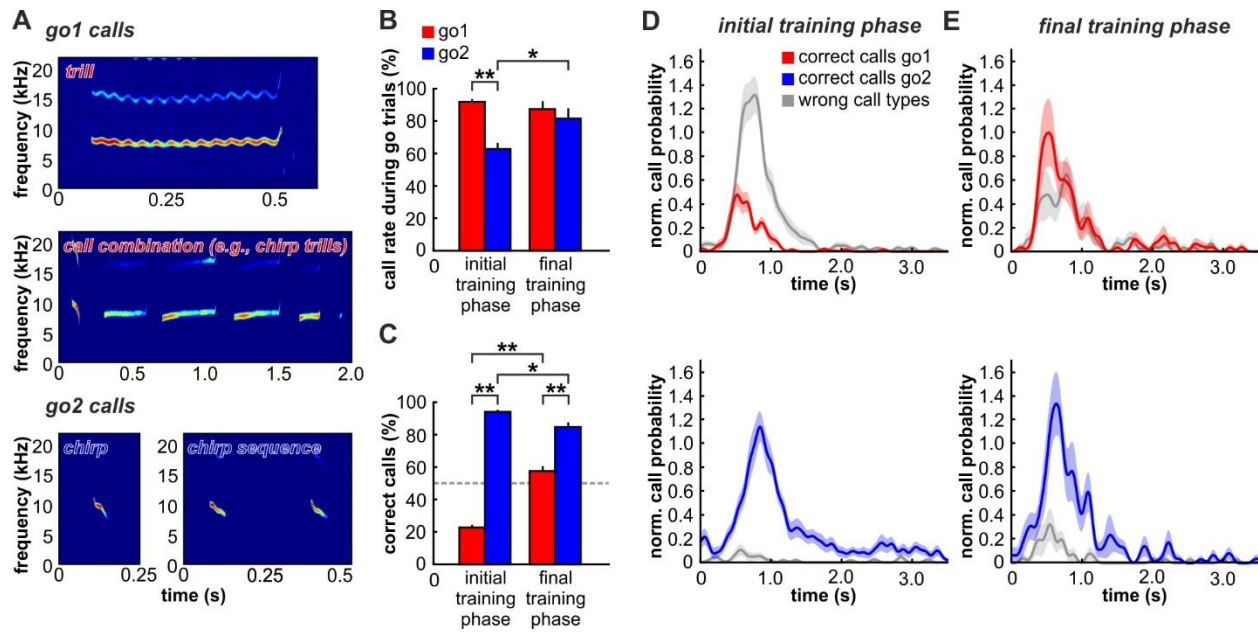 A
go1 calls
trill
frequency (kHz)
20
15
10
5
0
0
0.25
0.5
call combination (e.g., chirp trills)
frequency (kHz)
20
15
10
5
0
0
0.5
1.0
1.5
2.0
go2 calls
chirp
chirp sequence
frequency (kHz)
20
15
10
5
0
0
0.25
0
0.25
0.5
time (s)
B
go1
go2
call rate during go trials (%)
100
80
60
40
20
0
**
*
initial
training
phase
final
training
phase
C
correct calls (%)
100
80
60
40
20
0
**
*
**
**
initial
training
phase
final
training
phase
D
initial training phase
correct calls go1
correct calls go2
wrong call types
norm. call probability
1.6
1.4
1.2
1.0
0.8
0.6
0.4
0.2
0
0
1.0
2.0
3.0
time (s)
norm. call probability
1.6
1.4
1.2
1.0
0.8
0.6
0.4
0.2
0
0
1.0
2.0
3.0
time (s)
E
final training phase
norm. call probability
1.6
1.4
1.2
1.0
0.8
0.6
0.4
0.2
0
0
1.0
2.0
3.0
time (s)
norm. call probability
1.6
1.4
1.2
1.0
0.8
0.6
0.4
0.2
0
0
1.0
2.0
3.0
time (s)